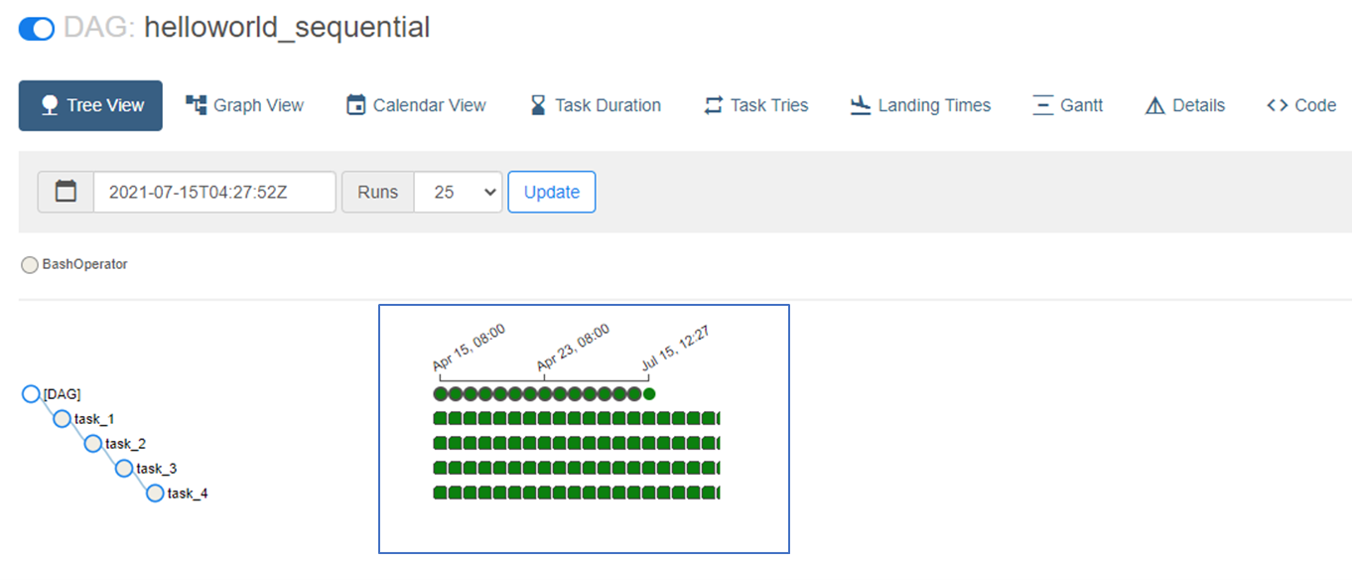 DAG: helloworld_sequential
Tree View Graph View Calendar View Task Duration Task Tries Landing Times Gantt Details Code
2021-07-15T04:27:52Z Runs 25 Update
BashOperator
Apr 15, 08:00 Apr 23, 08:00 Jul 15, 12:27
[DAG]
task_1
task_2
task_3
task_4